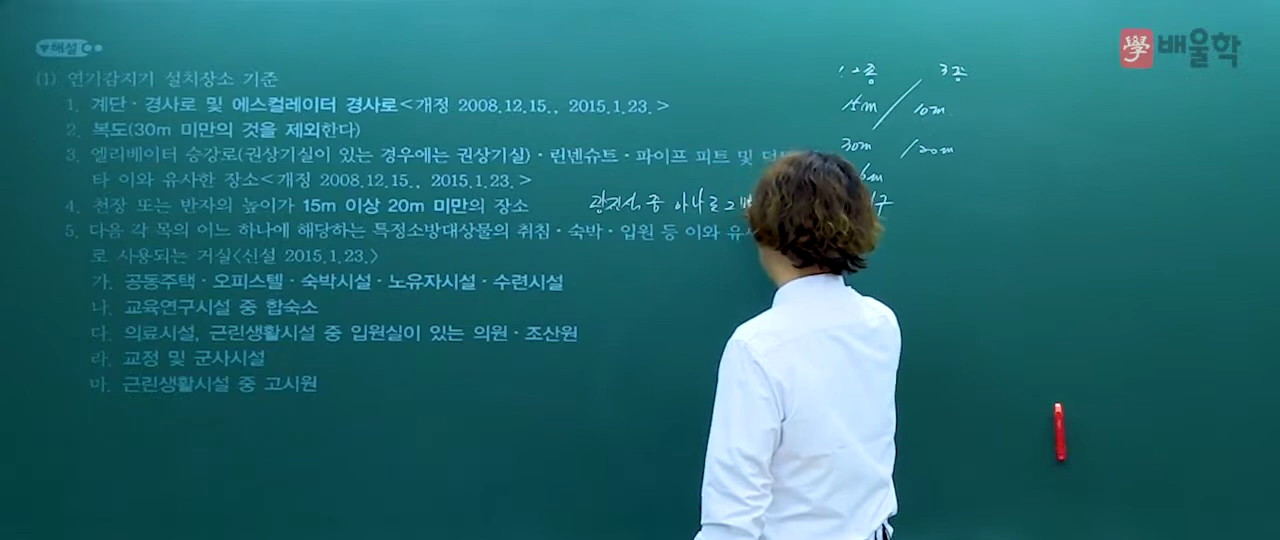 學 배울학
▼해설
(1) 연기감지기 설치장소 기준
1. 계단·경사로 및 에스컬레이터 경사로<개정 2008.12.15., 2015.1.23.>
2. 복도(30m 미만의 것을 제외한다)
3. 엘리베이터 승강로(권상기실이 있는 경우에는 권상기실)·린넨슈트·파이프 피트 및
타 이와 유사한 장소<개정 2008.12.15., 2015.1.23.>
4. 천장 또는 반자의 높이가 15m 이상 20m 미만의 장소
5. 다음 각 목의 어느 하나에 해당하는 특정소방대상물의 취침·숙박·입원 등 이와
로 사용되는 거실<신설 2015.1.23.>
가. 공동주택·오피스텔·숙박시설·노유자시설·수련시설
나. 교육연구시설 중 합숙소
다. 의료시설, 근린생활시설 중 입원실이 있는 의원·조산원
라. 교정 및 군사시설
마. 근린생활시설 중 고시원
12종 3종
15m / 10m
30m / 20m